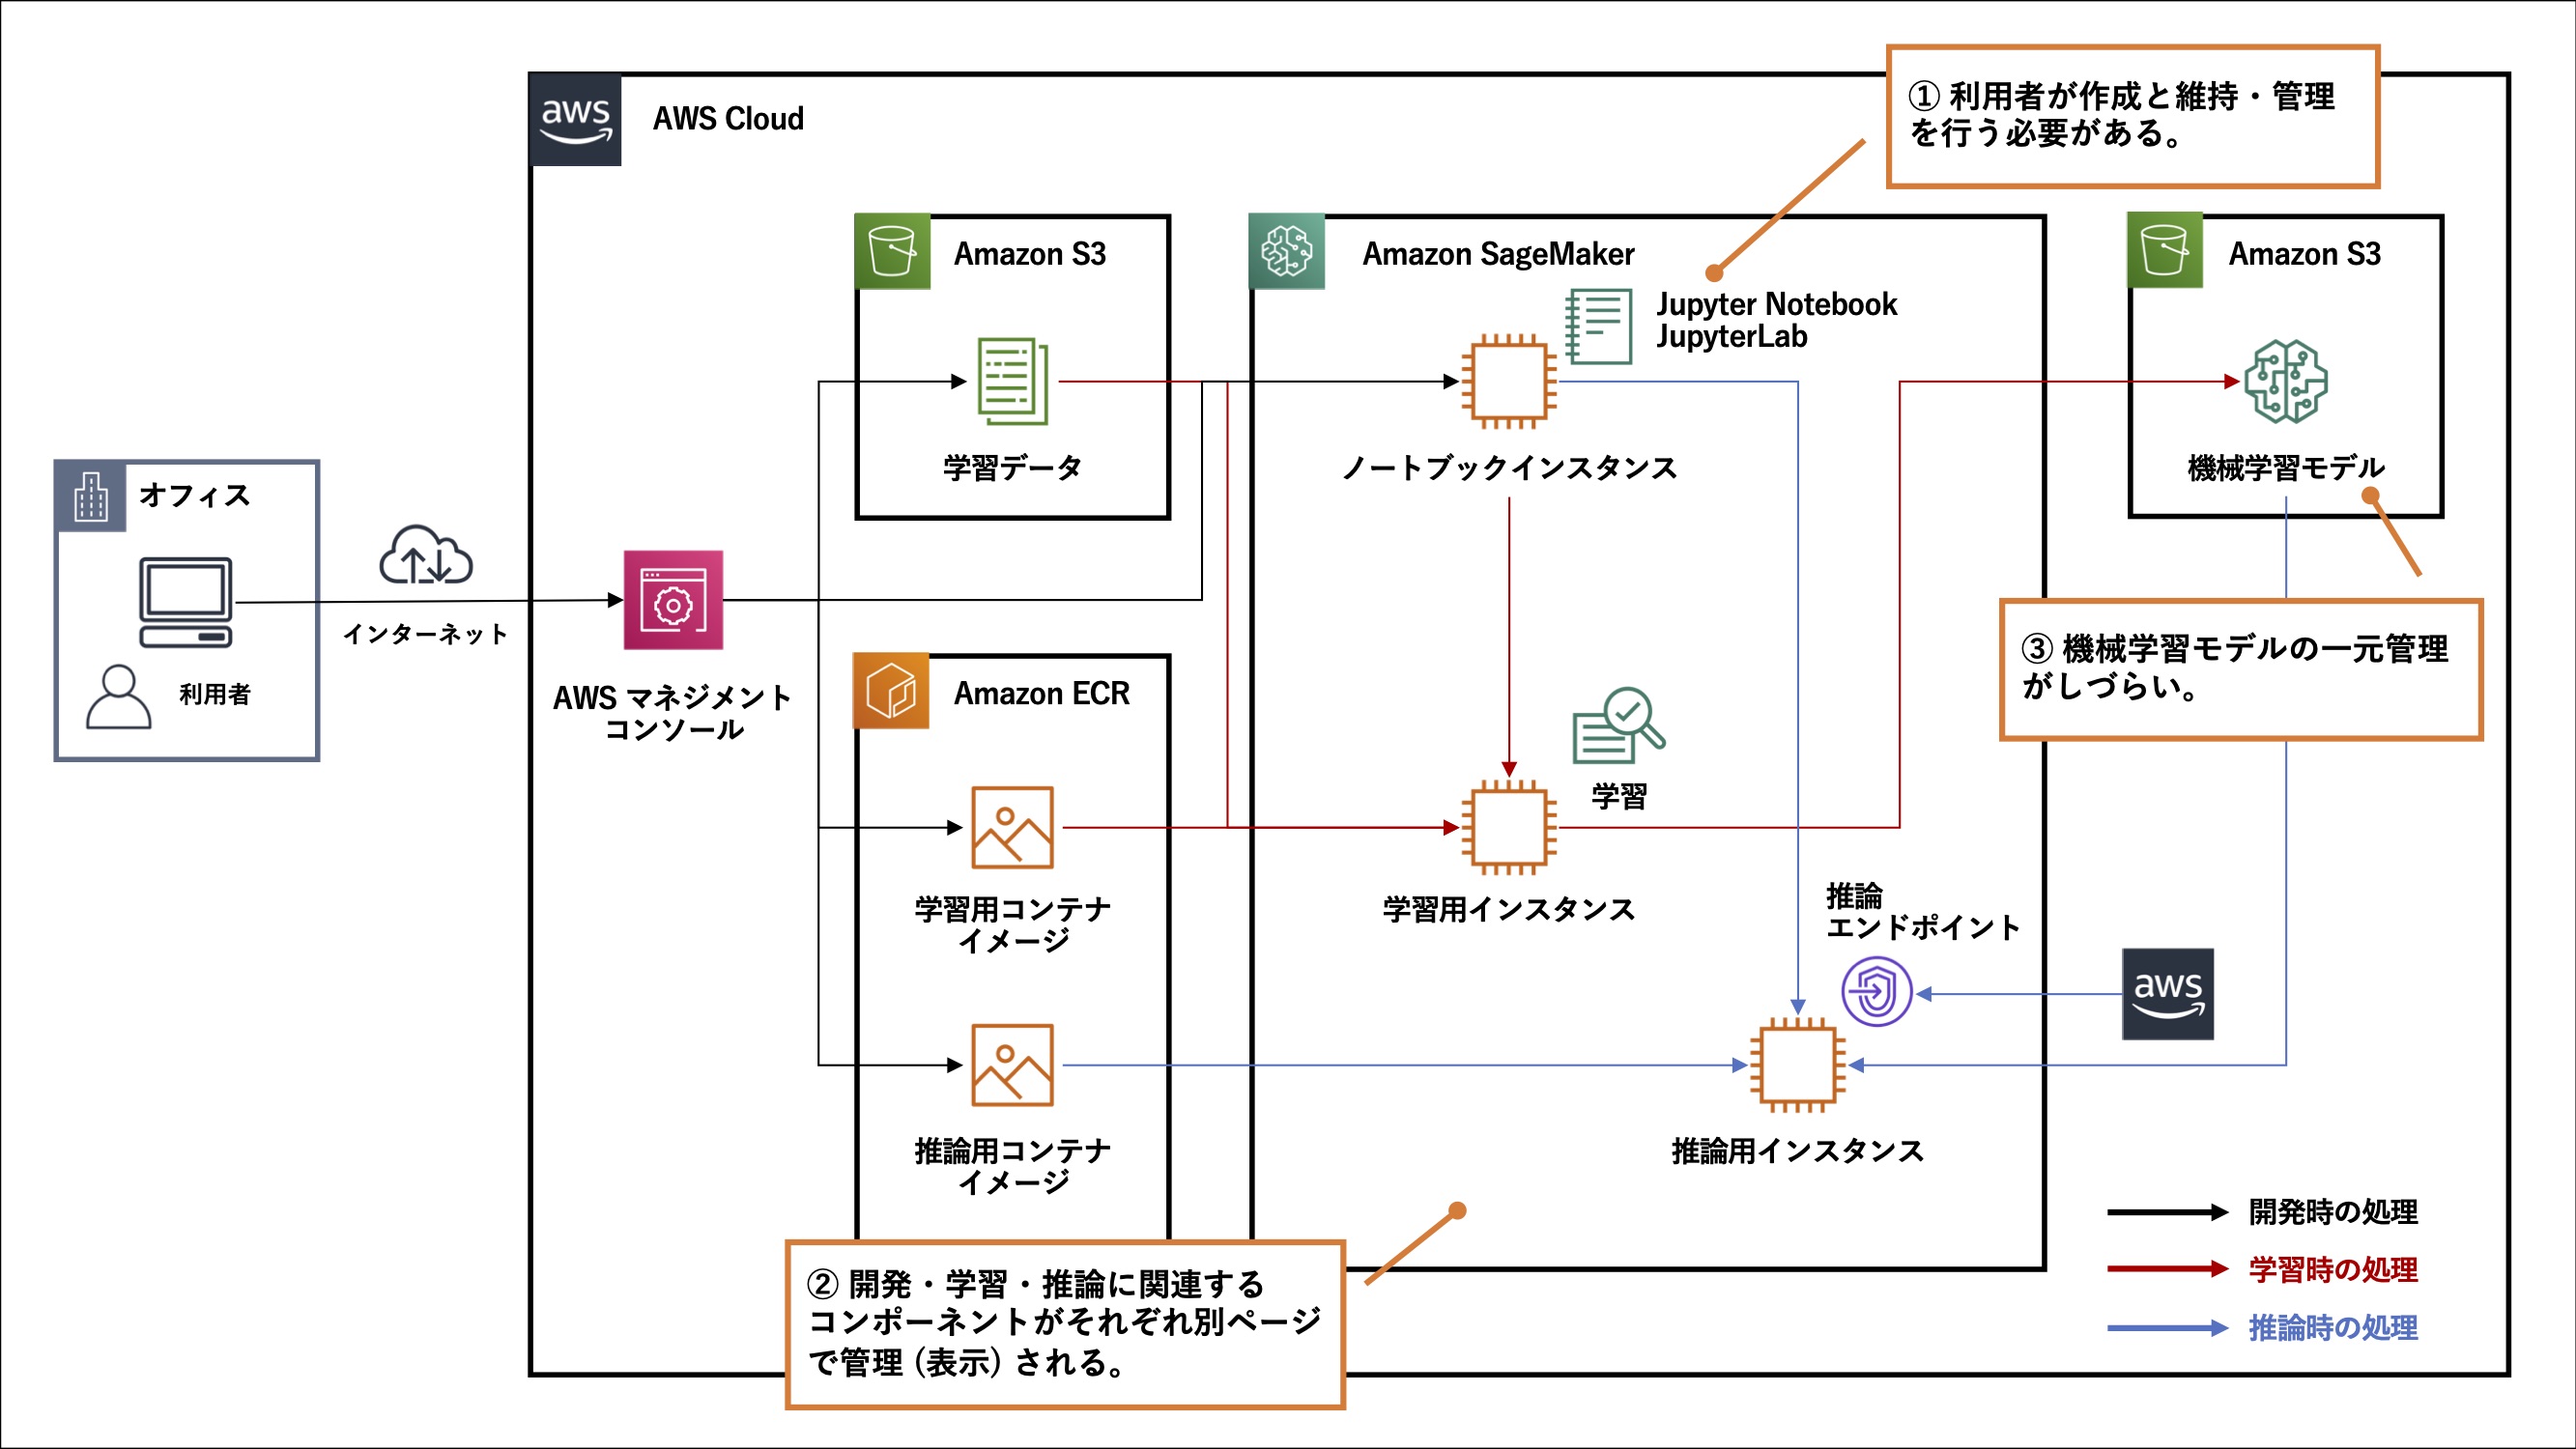 aws
AWS Cloud
① 利用者が作成と維持・管理
を行う必要がある。
Amazon S3
学習データ
Amazon SageMaker
Jupyter Notebook
JupyterLab
ノートブックインスタンス
Amazon S3
機械学習モデル
オフィス
利用者
インターネット
AWS マネジメント
コンソール
③ 機械学習モデルの一元管理
がしづらい。
Amazon ECR
学習用コンテナ
イメージ
学習
学習用インスタンス
推論
エンドポイント
aws
推論用コンテナ
イメージ
推論用インスタンス
② 開発・学習・推論に関連する
コンポーネントがそれぞれ別ページ
で管理 (表示) される。
開発時の処理
学習時の処理
推論時の処理